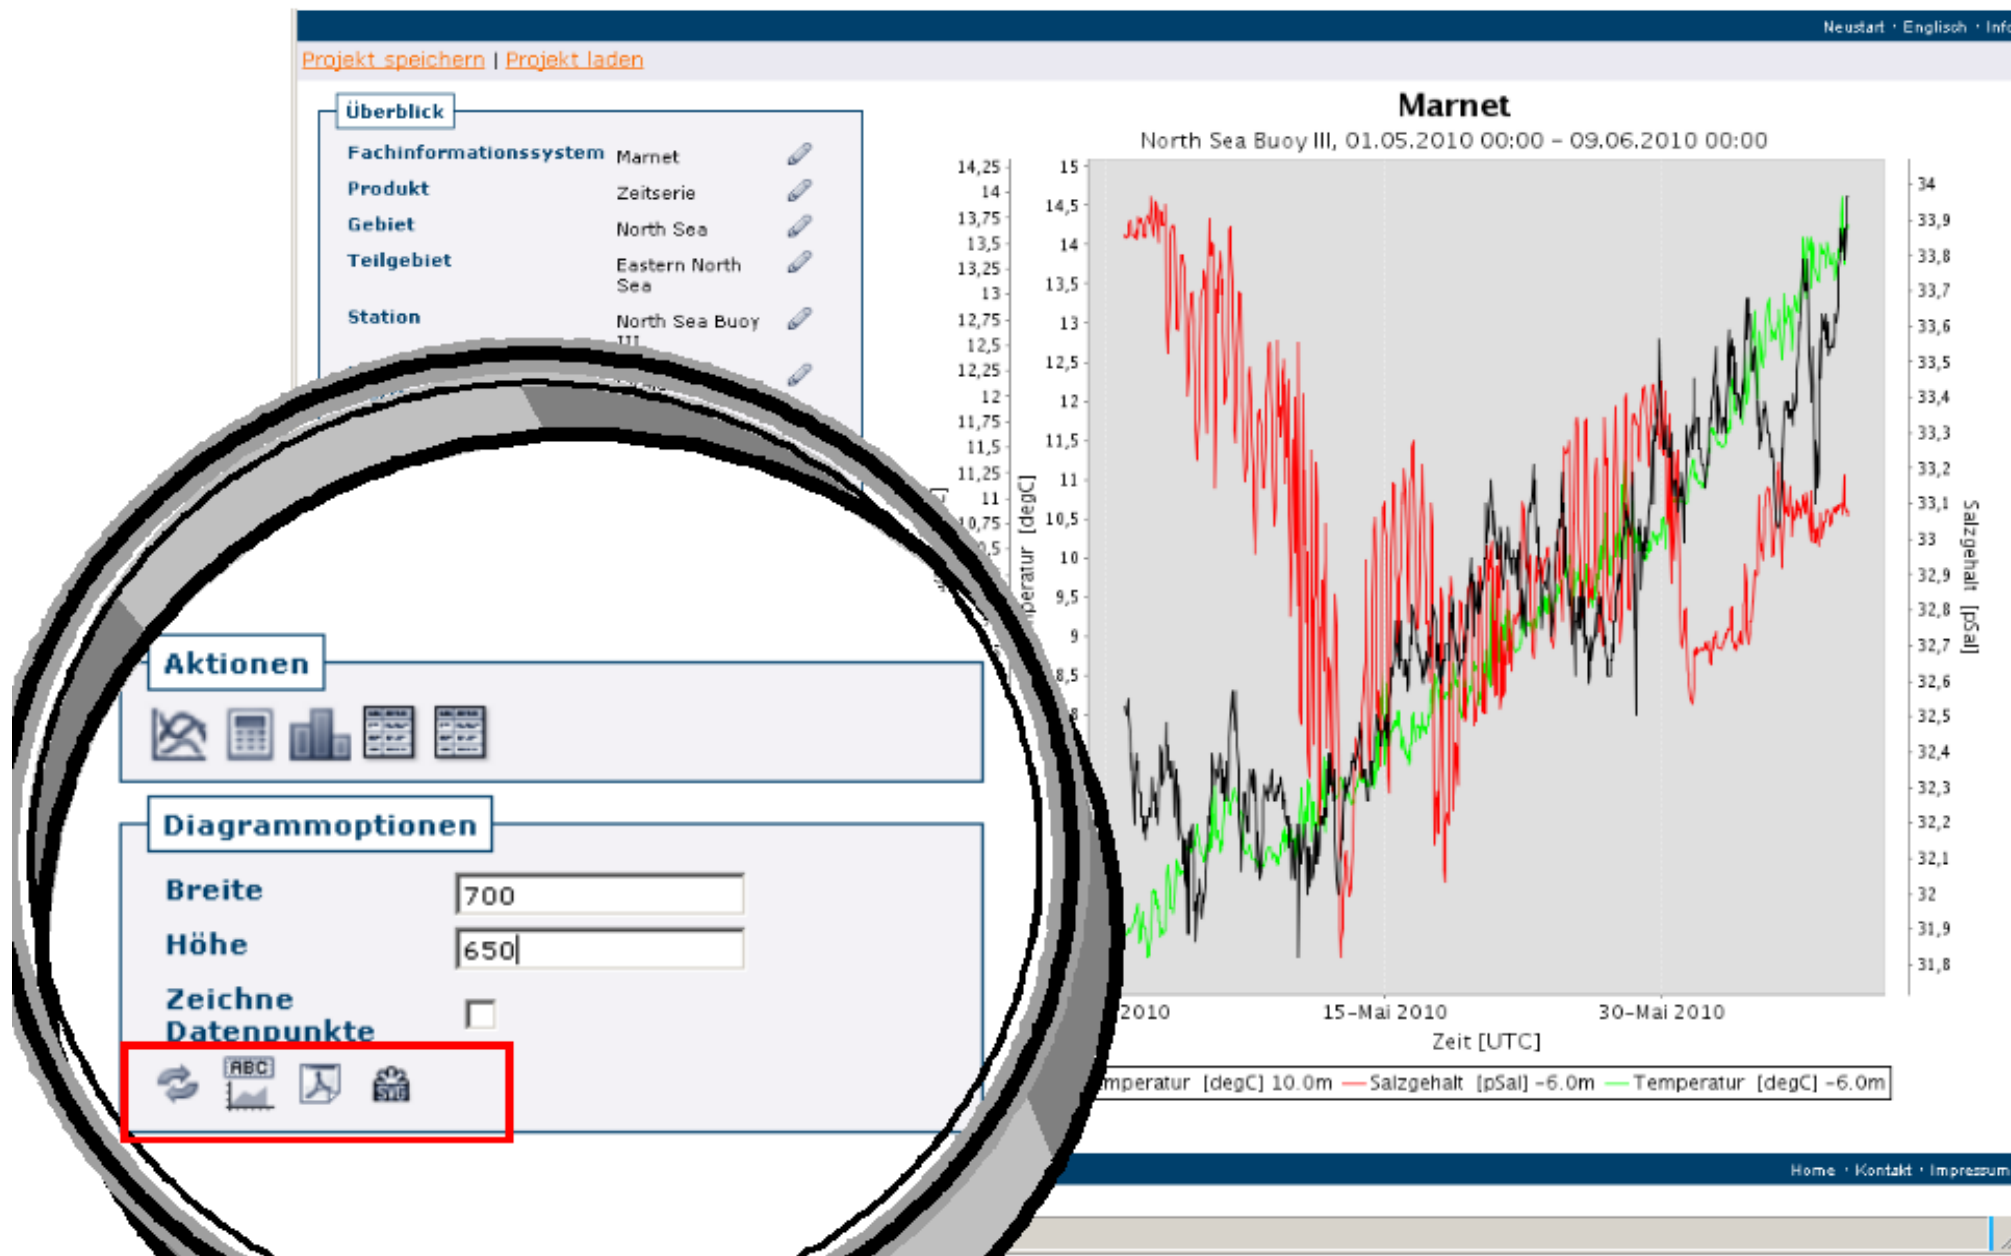 Neustart · Englisch · Info
Projekt speichern | Projekt laden
Überblick
Fachinformationssystem Marnet
Produkt Zeitserie
Gebiet North Sea
Teilgebiet Eastern North
Sea
Station North Sea Buoy
III
Aktionen
Diagrammoptionen
Breite 700
Höhe 650
Zeichne
Datenpunkte
ABC
SVG
Marnet
North Sea Buoy III, 01.05.2010 00:00 – 09.06.2010 00:00
14,25
14
13,75
13,5
13,25
13
12,75
12,5
12,25
12
11,75
11,5
11,25
11
10,75
15
14,5
14
13,5
13
12,5
12
11,5
11
10,5
10
9,5
9
8,5
8
[degC]
34
33,9
33,8
33,7
33,6
33,5
33,4
33,3
33,2
33,1
33
32,9
32,8
32,7
32,6
32,5
32,4
32,3
32,2
32,1
32
31,9
31,8
Salzgehalt [pSal]
2010 15-Mai 2010 30-Mai 2010
Zeit [UTC]
mperatur [degC] 10.0m — Salzgehalt [pSal] -6.0m — Temperatur [degC] -6.0m
Home · Kontakt · Impressum